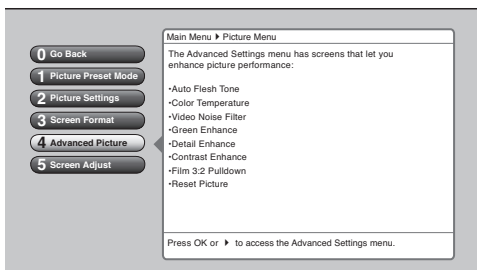 0 Go Back
1 Picture Preset Mode
2 Picture Settings
3 Screen Format
4 Advanced Picture
5 Screen Adjust
Main Menu ▶ Picture Menu
The Advanced Settings menu has screens that let you
enhance picture performance:
•Auto Flesh Tone
•Color Temperature
•Video Noise Filter
•Green Enhance
•Detail Enhance
•Contrast Enhance
•Film 3:2 Pulldown
•Reset Picture
Press OK or ▶ to access the Advanced Settings menu.